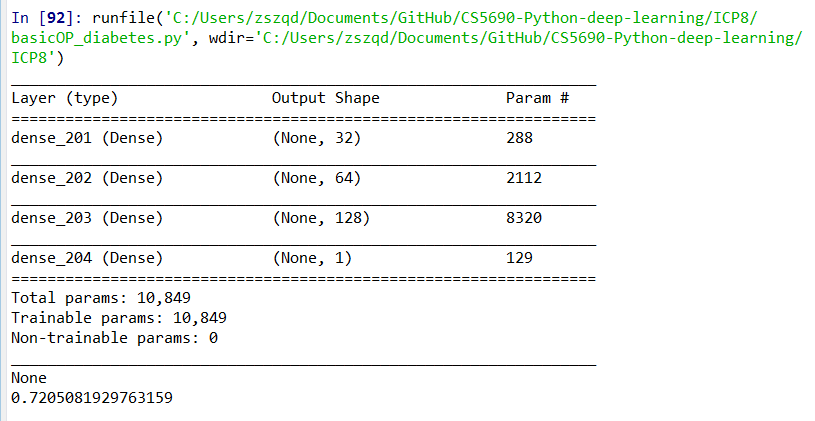 In [92]: runfile('C:/Users/zszqd/Documents/GitHub/CS5690-Python-deep-learning/ICP8/
basicOP_diabetes.py', wdir='C:/Users/zszqd/Documents/GitHub/CS5690-Python-deep-learning/
ICP8')
_________________________________________________________________
Layer (type)                 Output Shape              Param #
=================================================================
dense_201 (Dense)            (None, 32)                288
_________________________________________________________________
dense_202 (Dense)            (None, 64)                2112
_________________________________________________________________
dense_203 (Dense)            (None, 128)               8320
_________________________________________________________________
dense_204 (Dense)            (None, 1)                 129
=================================================================
Total params: 10,849
Trainable params: 10,849
Non-trainable params: 0
_________________________________________________________________
None
0.7205081929763159